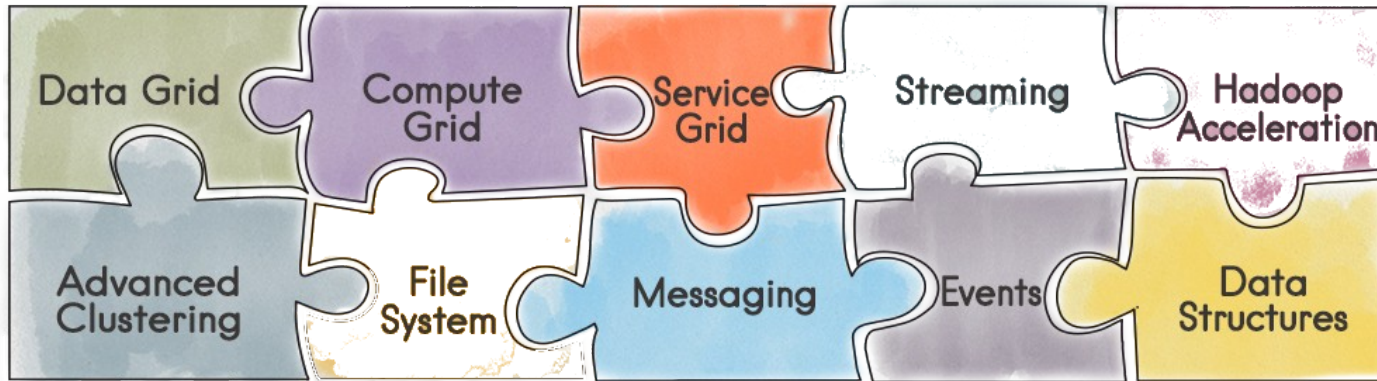 Data Grid
Compute
Grid
Service
Grid
Streaming
Hadoop
Acceleration
Advanced
Clustering
File
System
Messaging
Events
Data
Structures